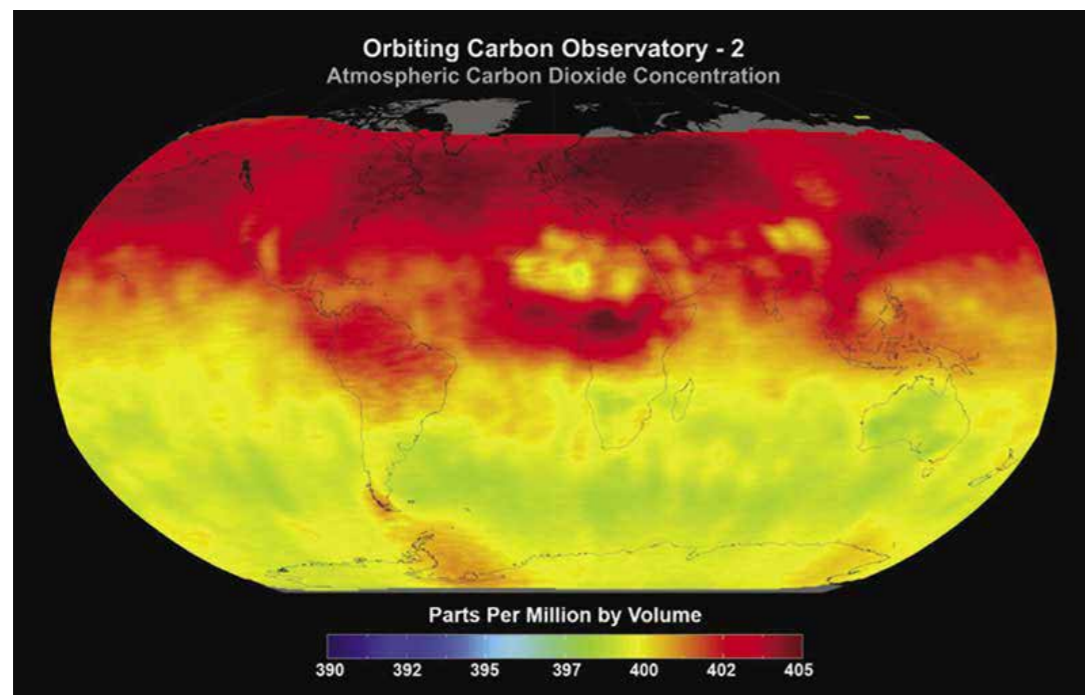 Orbiting Carbon Observatory - 2
Atmospheric Carbon Dioxide Concentration
Parts Per Million by Volume
390 392 395 397 400 402 405